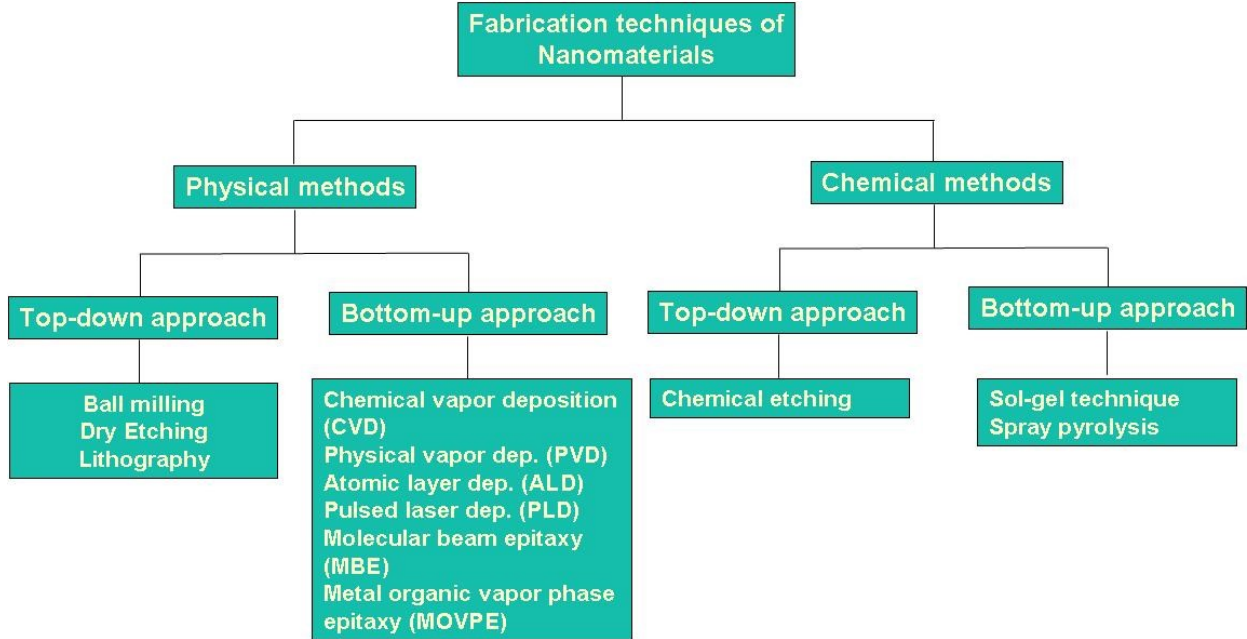 Fabrication techniques of
Nanomaterials
Physical methods
Chemical methods
Top-down approach
Bottom-up approach
Top-down approach
Bottom-up approach
Ball milling
Dry Etching
Lithography
Chemical vapor deposition
(CVD)
Physical vapor dep. (PVD)
Atomic layer dep. (ALD)
Pulsed laser dep. (PLD)
Molecular beam epitaxy
(MBE)
Metal organic vapor phase
epitaxy (MOVPE)
Chemical etching
Sol-gel technique
Spray pyrolysis